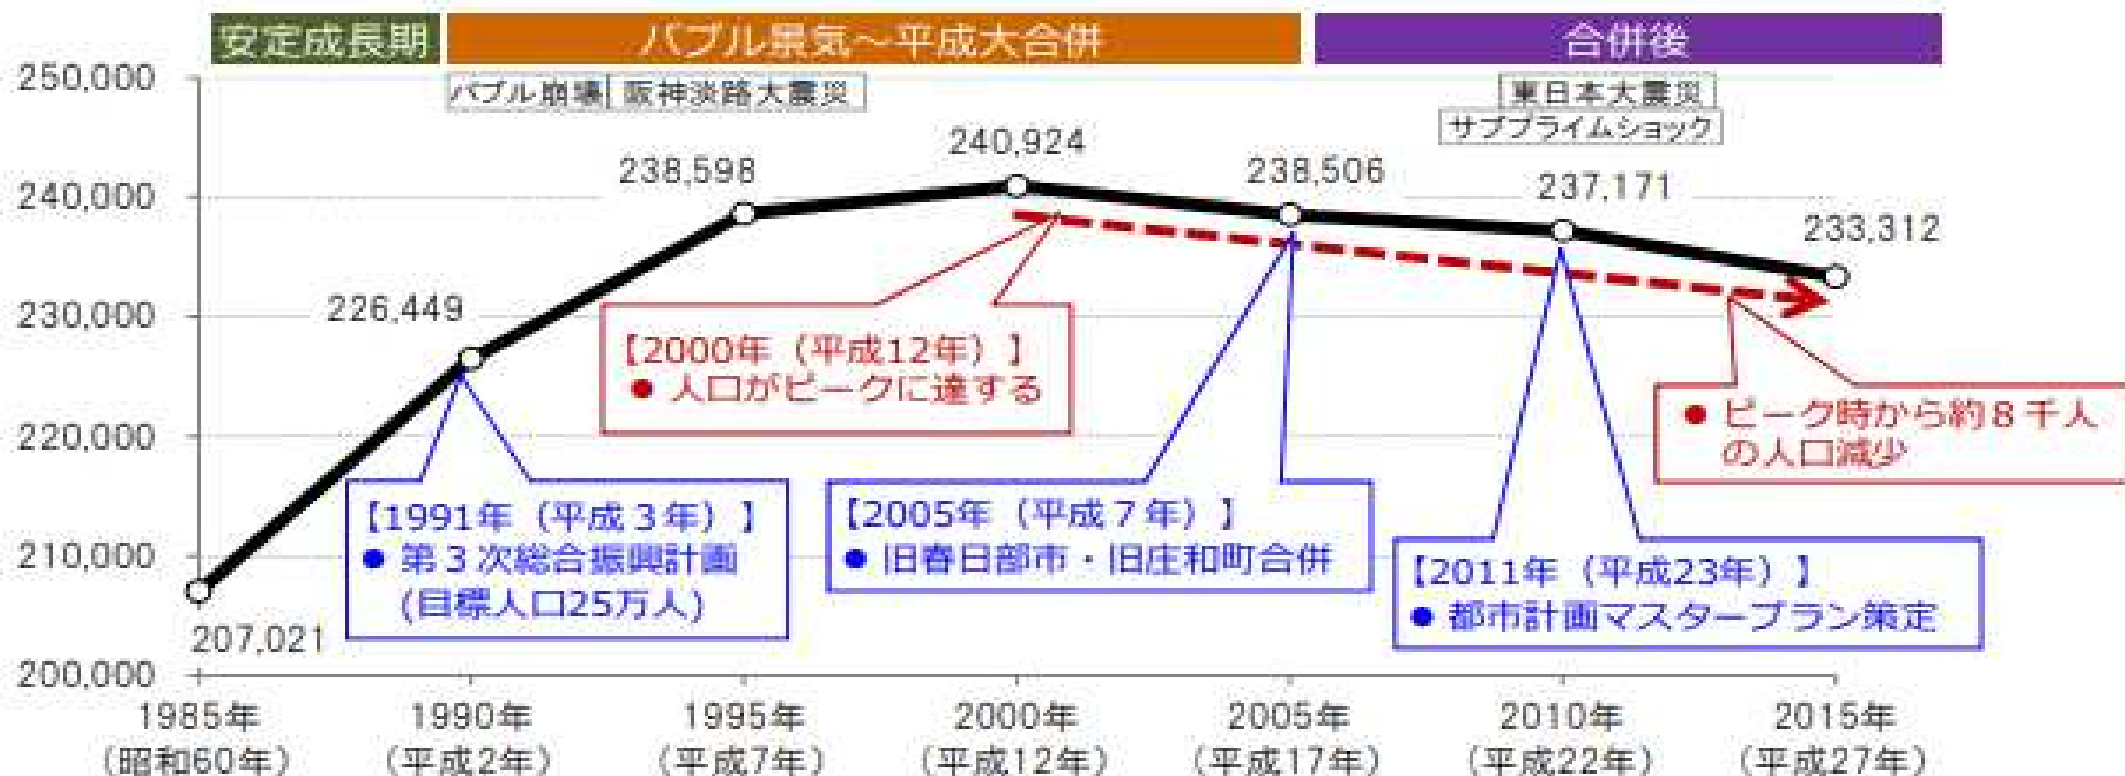 安定成長期
バブル景気～平成大合併
合併後
250,000
バブル崩壊
阪神淡路大震災
東日本大震災
サブプライムショック
240,924
238,598
238,506
237,171
240,000
233,312
226,449
230,000
【2000年（平成12年）】
● 人口がピークに達する
● ピーク時から約８千人
の人口減少
220,000
【1991年（平成３年）】
● 第３次総合振興計画
(目標人口25万人)
【2005年（平成７年）】
● 旧春日部市・旧庄和町合併
【2011年（平成23年）】
● 都市計画マスタープラン策定
210,000
207,021
200,000
1985年
（昭和60年）
1990年
（平成2年）
1995年
（平成7年）
2000年
（平成12年）
2005年
（平成17年）
2010年
（平成22年）
2015年
（平成27年）